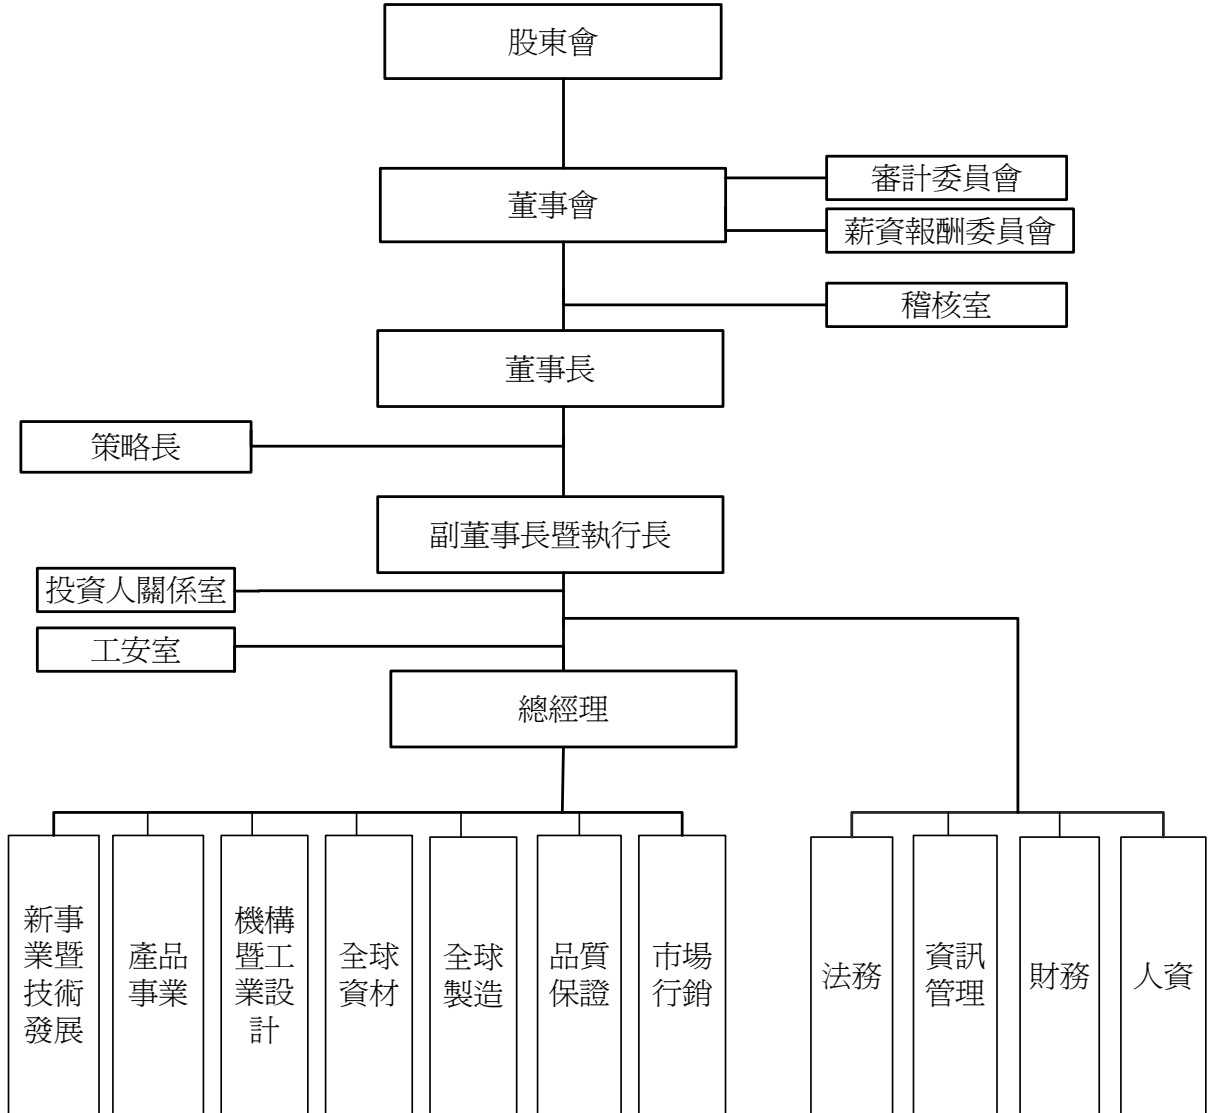 股東會
董事會
審計委員會
薪資報酬委員會
稽核室
董事長
策略長
副董事長暨執行長
投資人關係室
工安室
總經理
新事
業暨
技術
發展
產品
事業
機構
暨工
業設
計
全球
資材
全球
製造
品質
保證
市場
行銷
法務
資訊
管理
財務
人資